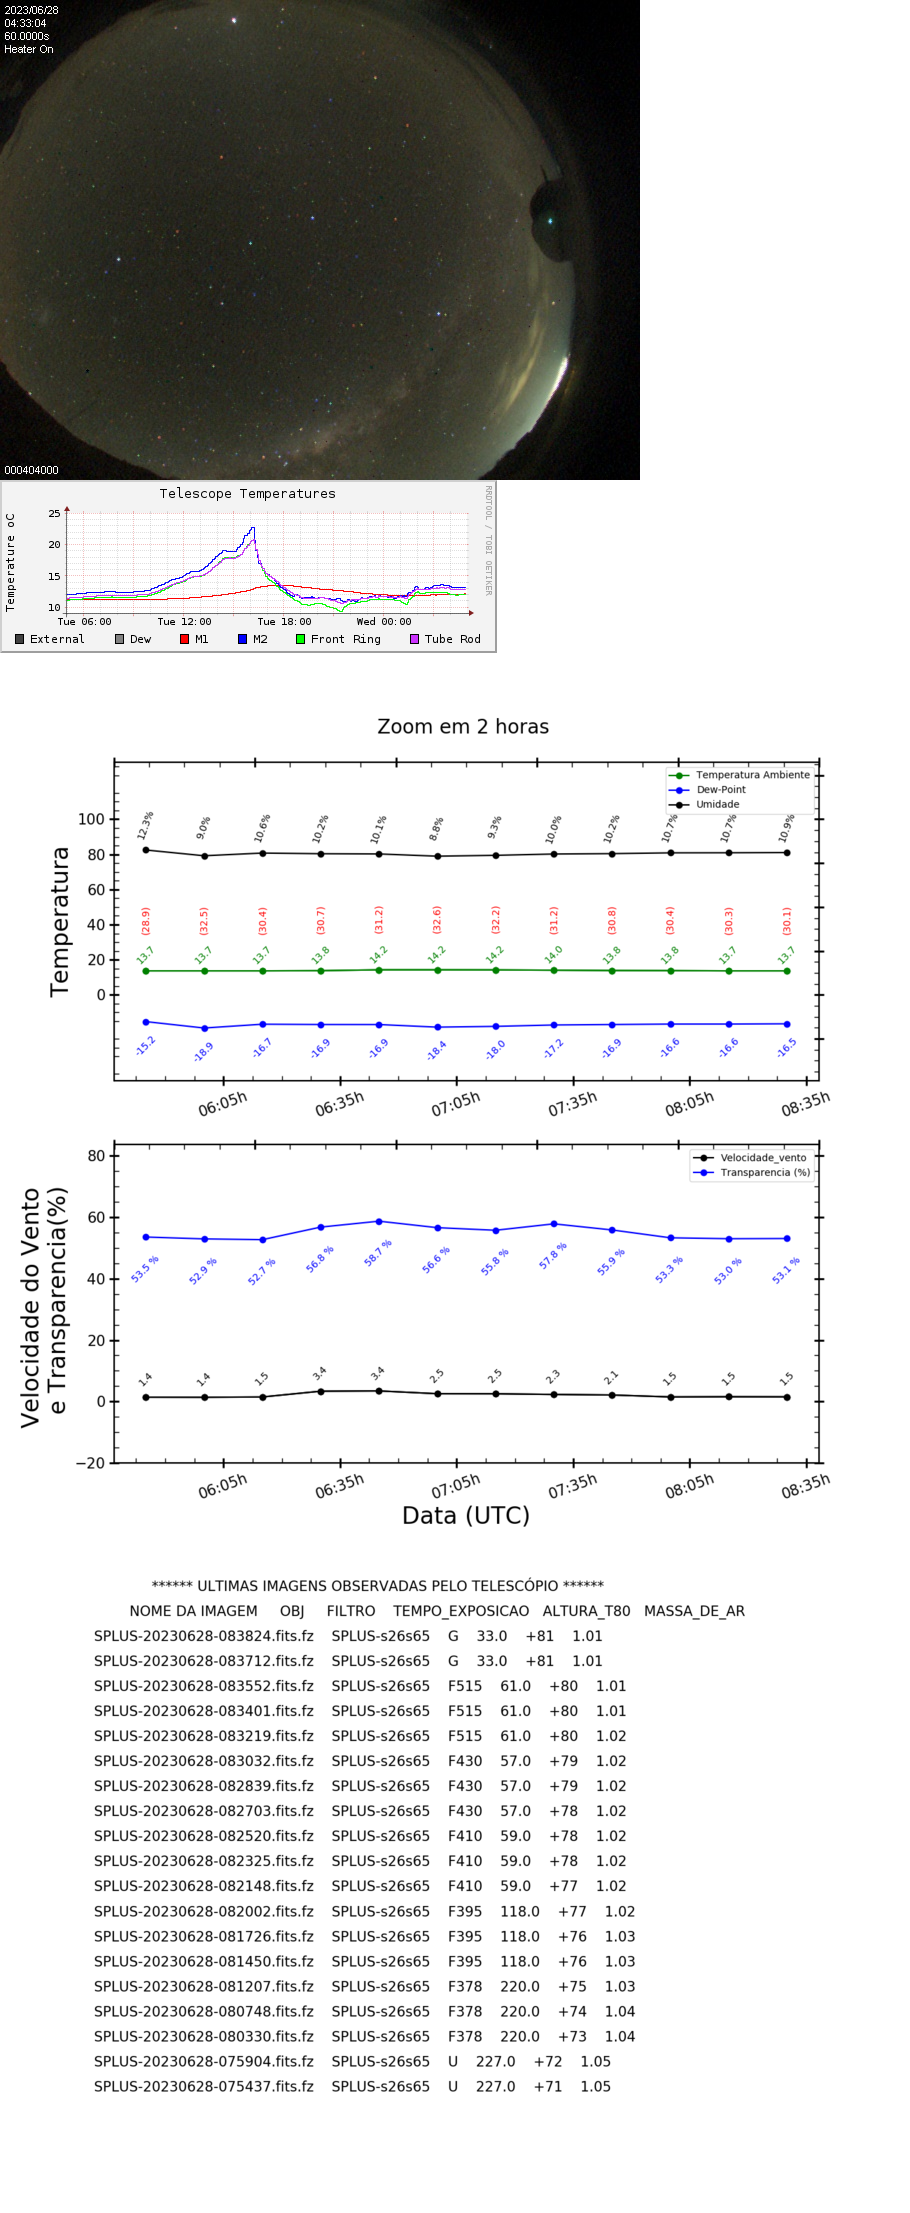 2023/06/28
04:33:04
60.0000s
Heater On
000404000
Telescope Temperatures
RRDTOOL / TOBI OETIKER
Temperature oC
25
20
15
10
Tue 06:00 Tue 12:00 Tue 18:00 Wed 00:00
External Dew M1 M2 Front Ring Tube Rod
Zoom em 2 horas
Temperatura Ambiente
Dew-Point
Umidade
Temperatura
100
80
60
40
20
0
12.3% 9.0% 10.6% 10.2% 10.1% 8.8% 9.3% 10.0% 10.2% 10.7% 10.7% 10.9%
(28.9) (32.5) (30.4) (30.7) (31.2) (32.6) (32.2) (31.2) (30.8) (30.4) (30.3) (30.1)
13.7 13.7 13.7 13.8 14.2 14.2 14.2 14.0 13.8 13.8 13.7 13.7
-15.2 -18.9 -16.7 -16.9 -16.9 -18.4 -18.0 -17.2 -16.9 -16.6 -16.6 -16.5
06:05h 06:35h 07:05h 07:35h 08:05h 08:35h
Velocidade_vento
Transparencia (%)
Velocidade do Vento
e Transparencia(%)
80
60
40
20
0
−20
53.5 % 52.9 % 52.7 % 56.8 % 58.7 % 56.6 % 55.8 % 57.8 % 55.9 % 53.3 % 53.0 % 53.1 %
1.4 1.4 1.5 3.4 3.4 2.5 2.5 2.3 2.1 1.5 1.5 1.5
06:05h 06:35h 07:05h 07:35h 08:05h 08:35h
Data (UTC)
****** ULTIMAS IMAGENS OBSERVADAS PELO TELESCÓPIO ******
NOME DA IMAGEM OBJ FILTRO TEMPO_EXPOSICAO ALTURA_T80 MASSA_DE_AR
SPLUS-20230628-083824.fits.fz SPLUS-s26s65 G 33.0 +81 1.01
SPLUS-20230628-083712.fits.fz SPLUS-s26s65 G 33.0 +81 1.01
SPLUS-20230628-083552.fits.fz SPLUS-s26s65 F515 61.0 +80 1.01
SPLUS-20230628-083401.fits.fz SPLUS-s26s65 F515 61.0 +80 1.01
SPLUS-20230628-083219.fits.fz SPLUS-s26s65 F515 61.0 +80 1.02
SPLUS-20230628-083032.fits.fz SPLUS-s26s65 F430 57.0 +79 1.02
SPLUS-20230628-082839.fits.fz SPLUS-s26s65 F430 57.0 +79 1.02
SPLUS-20230628-082703.fits.fz SPLUS-s26s65 F430 57.0 +78 1.02
SPLUS-20230628-082520.fits.fz SPLUS-s26s65 F410 59.0 +78 1.02
SPLUS-20230628-082325.fits.fz SPLUS-s26s65 F410 59.0 +78 1.02
SPLUS-20230628-082148.fits.fz SPLUS-s26s65 F410 59.0 +77 1.02
SPLUS-20230628-082002.fits.fz SPLUS-s26s65 F395 118.0 +77 1.02
SPLUS-20230628-081726.fits.fz SPLUS-s26s65 F395 118.0 +76 1.03
SPLUS-20230628-081450.fits.fz SPLUS-s26s65 F395 118.0 +76 1.03
SPLUS-20230628-081207.fits.fz SPLUS-s26s65 F378 220.0 +75 1.03
SPLUS-20230628-080748.fits.fz SPLUS-s26s65 F378 220.0 +74 1.04
SPLUS-20230628-080330.fits.fz SPLUS-s26s65 F378 220.0 +73 1.04
SPLUS-20230628-075904.fits.fz SPLUS-s26s65 U 227.0 +72 1.05
SPLUS-20230628-075437.fits.fz SPLUS-s26s65 U 227.0 +71 1.05